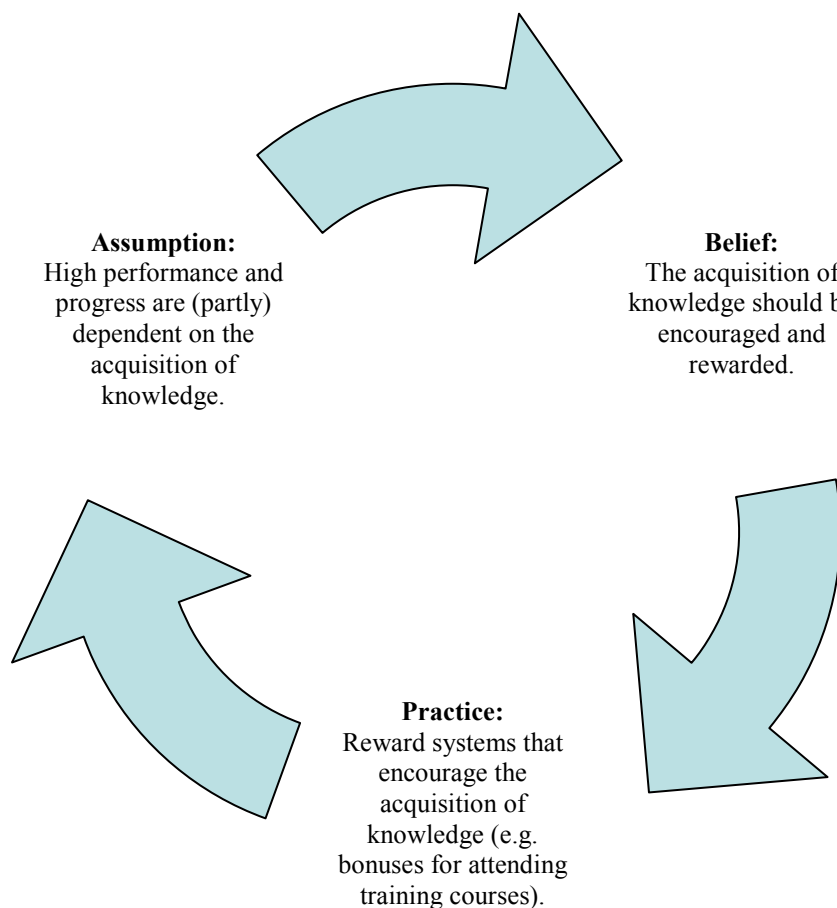 Assumption:
High performance and
progress are (partly)
dependent on the
acquisition of
knowledge.
Belief:
The acquisition of
knowledge should b
encouraged and
rewarded.
Practice:
Reward systems that
encourage the
acquisition of
knowledge (e.g.
bonuses for attending
training courses).